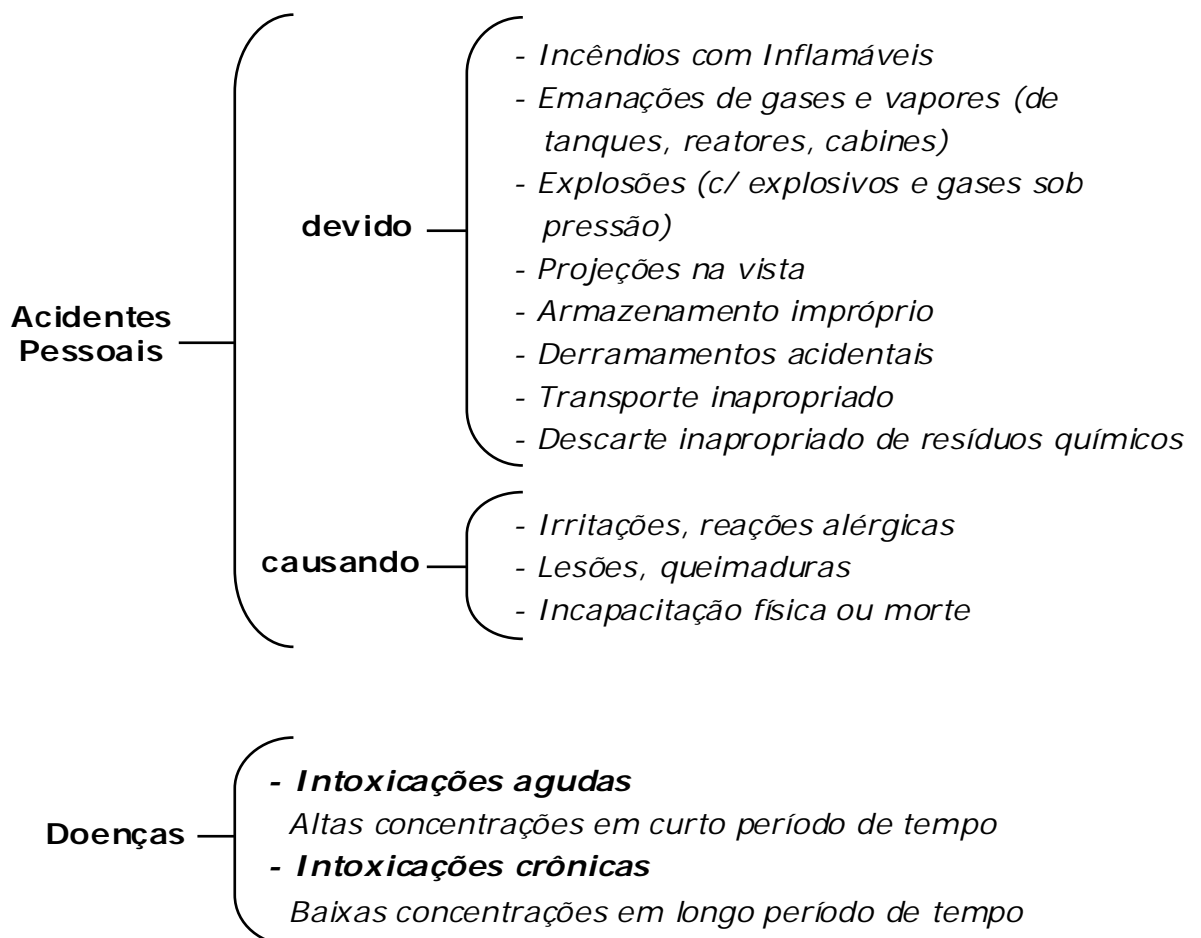 - Incêndios com Inflamáveis
- Emanações de gases e vapores (de
tanques, reatores, cabines)
- Explosões (c/ explosivos e gases sob
pressão)
devido
- Projeções na vista
- Armazenamento impróprio
Acidentes
Pessoais
- Derramamentos acidentais
- Transporte inapropriado
- Descarte inapropriado de resíduos químicos
- Irritações, reações alérgicas
causando
- Lesões, queimaduras
- Incapacitação física ou morte
- Intoxicações agudas
Altas concentrações em curto período de tempo
Doenças
- Intoxicações crônicas
Baixas concentrações em longo período de tempo